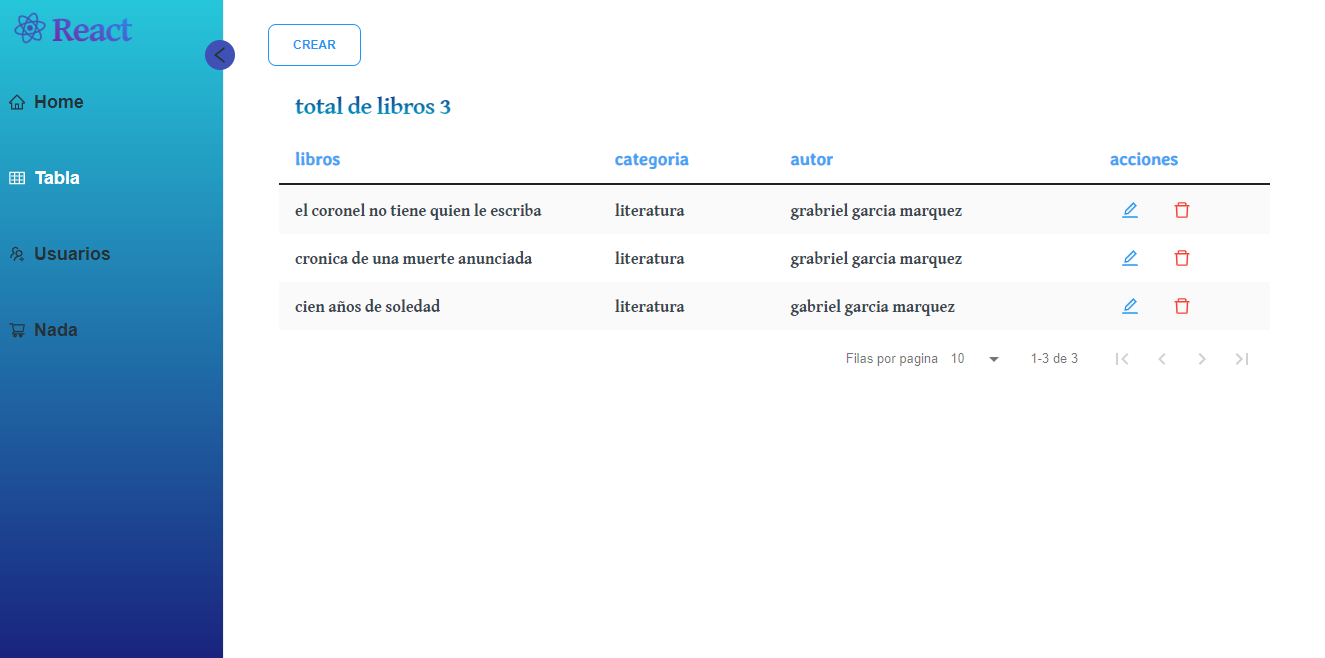 React
Home
Tabla
Usuarios
Nada
CREAR
total de libros 3
libros categoria autor acciones
el coronel no tiene quien le escriba literatura grabriel garcia marquez
cronica de una muerte anunciada literatura grabriel garcia marquez
cien años de soledad literatura gabriel garcia marquez
Filas por pagina 10 1-3 de 3